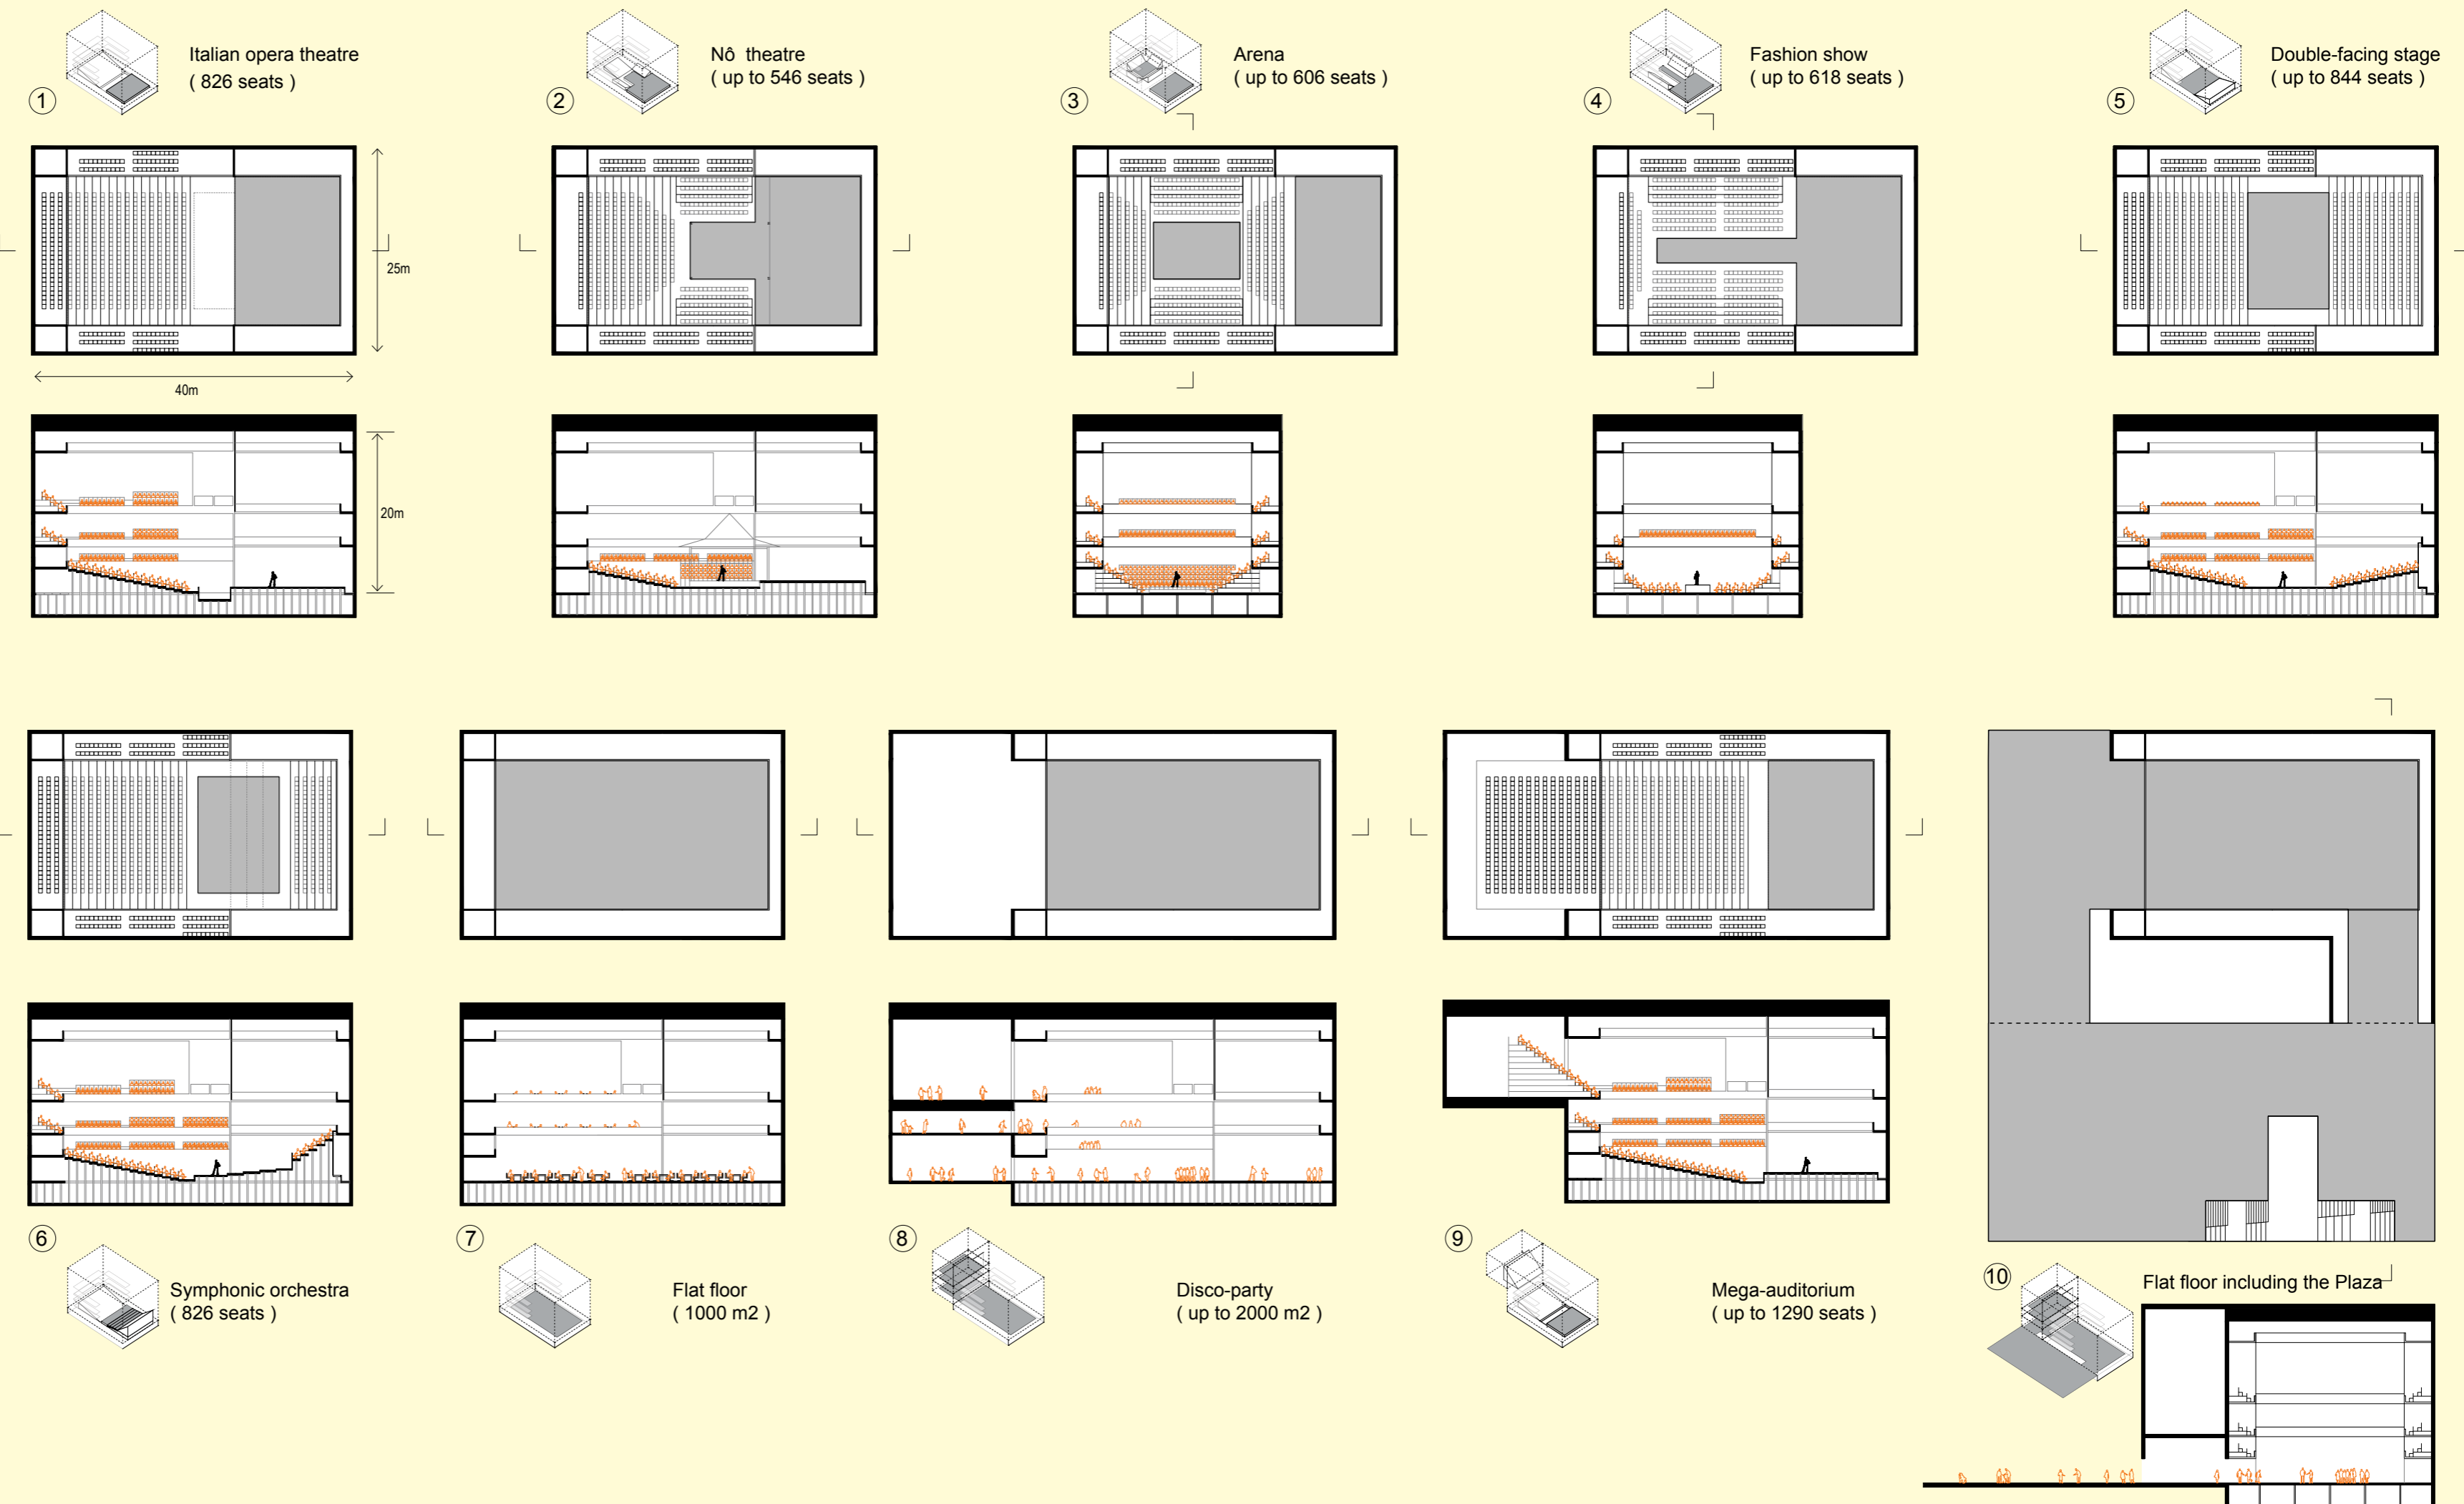 ① Italian opera theatre
( 826 seats )
② Nô theatre
( up to 546 seats )
③ Arena
( up to 606 seats )
④ Fashion show
( up to 618 seats )
⑤ Double-facing stage
( up to 844 seats )
25m
40m
20m
⑥ Symphonic orchestra
( 826 seats )
⑦ Flat floor
( 1000 m2 )
⑧ Disco-party
( up to 2000 m2 )
⑨ Mega-auditorium
( up to 1290 seats )
⑩ Flat floor including the Plaza